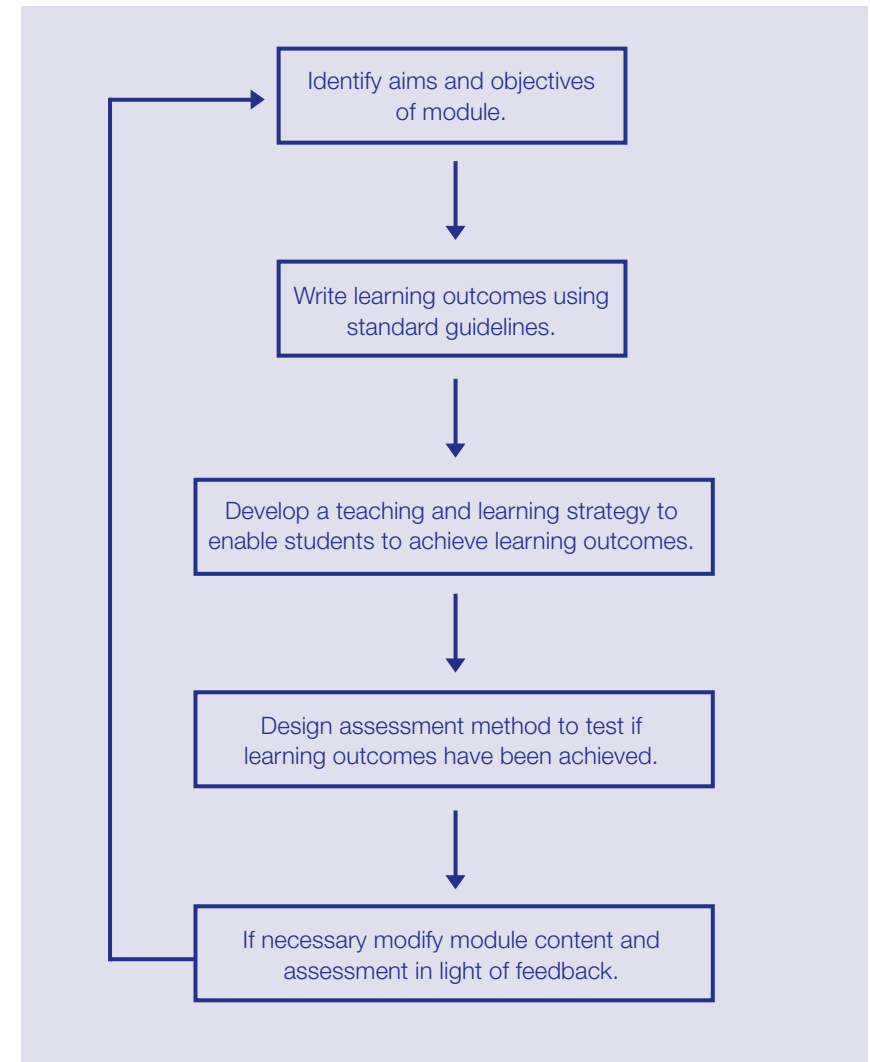 Identify aims and objectives
of module.
Write learning outcomes using
standard guidelines.
Develop a teaching and learning strategy to
enable students to achieve learning outcomes.
Design assessment method to test if
learning outcomes have been achieved.
If necessary modify module content and
assessment in light of feedback.